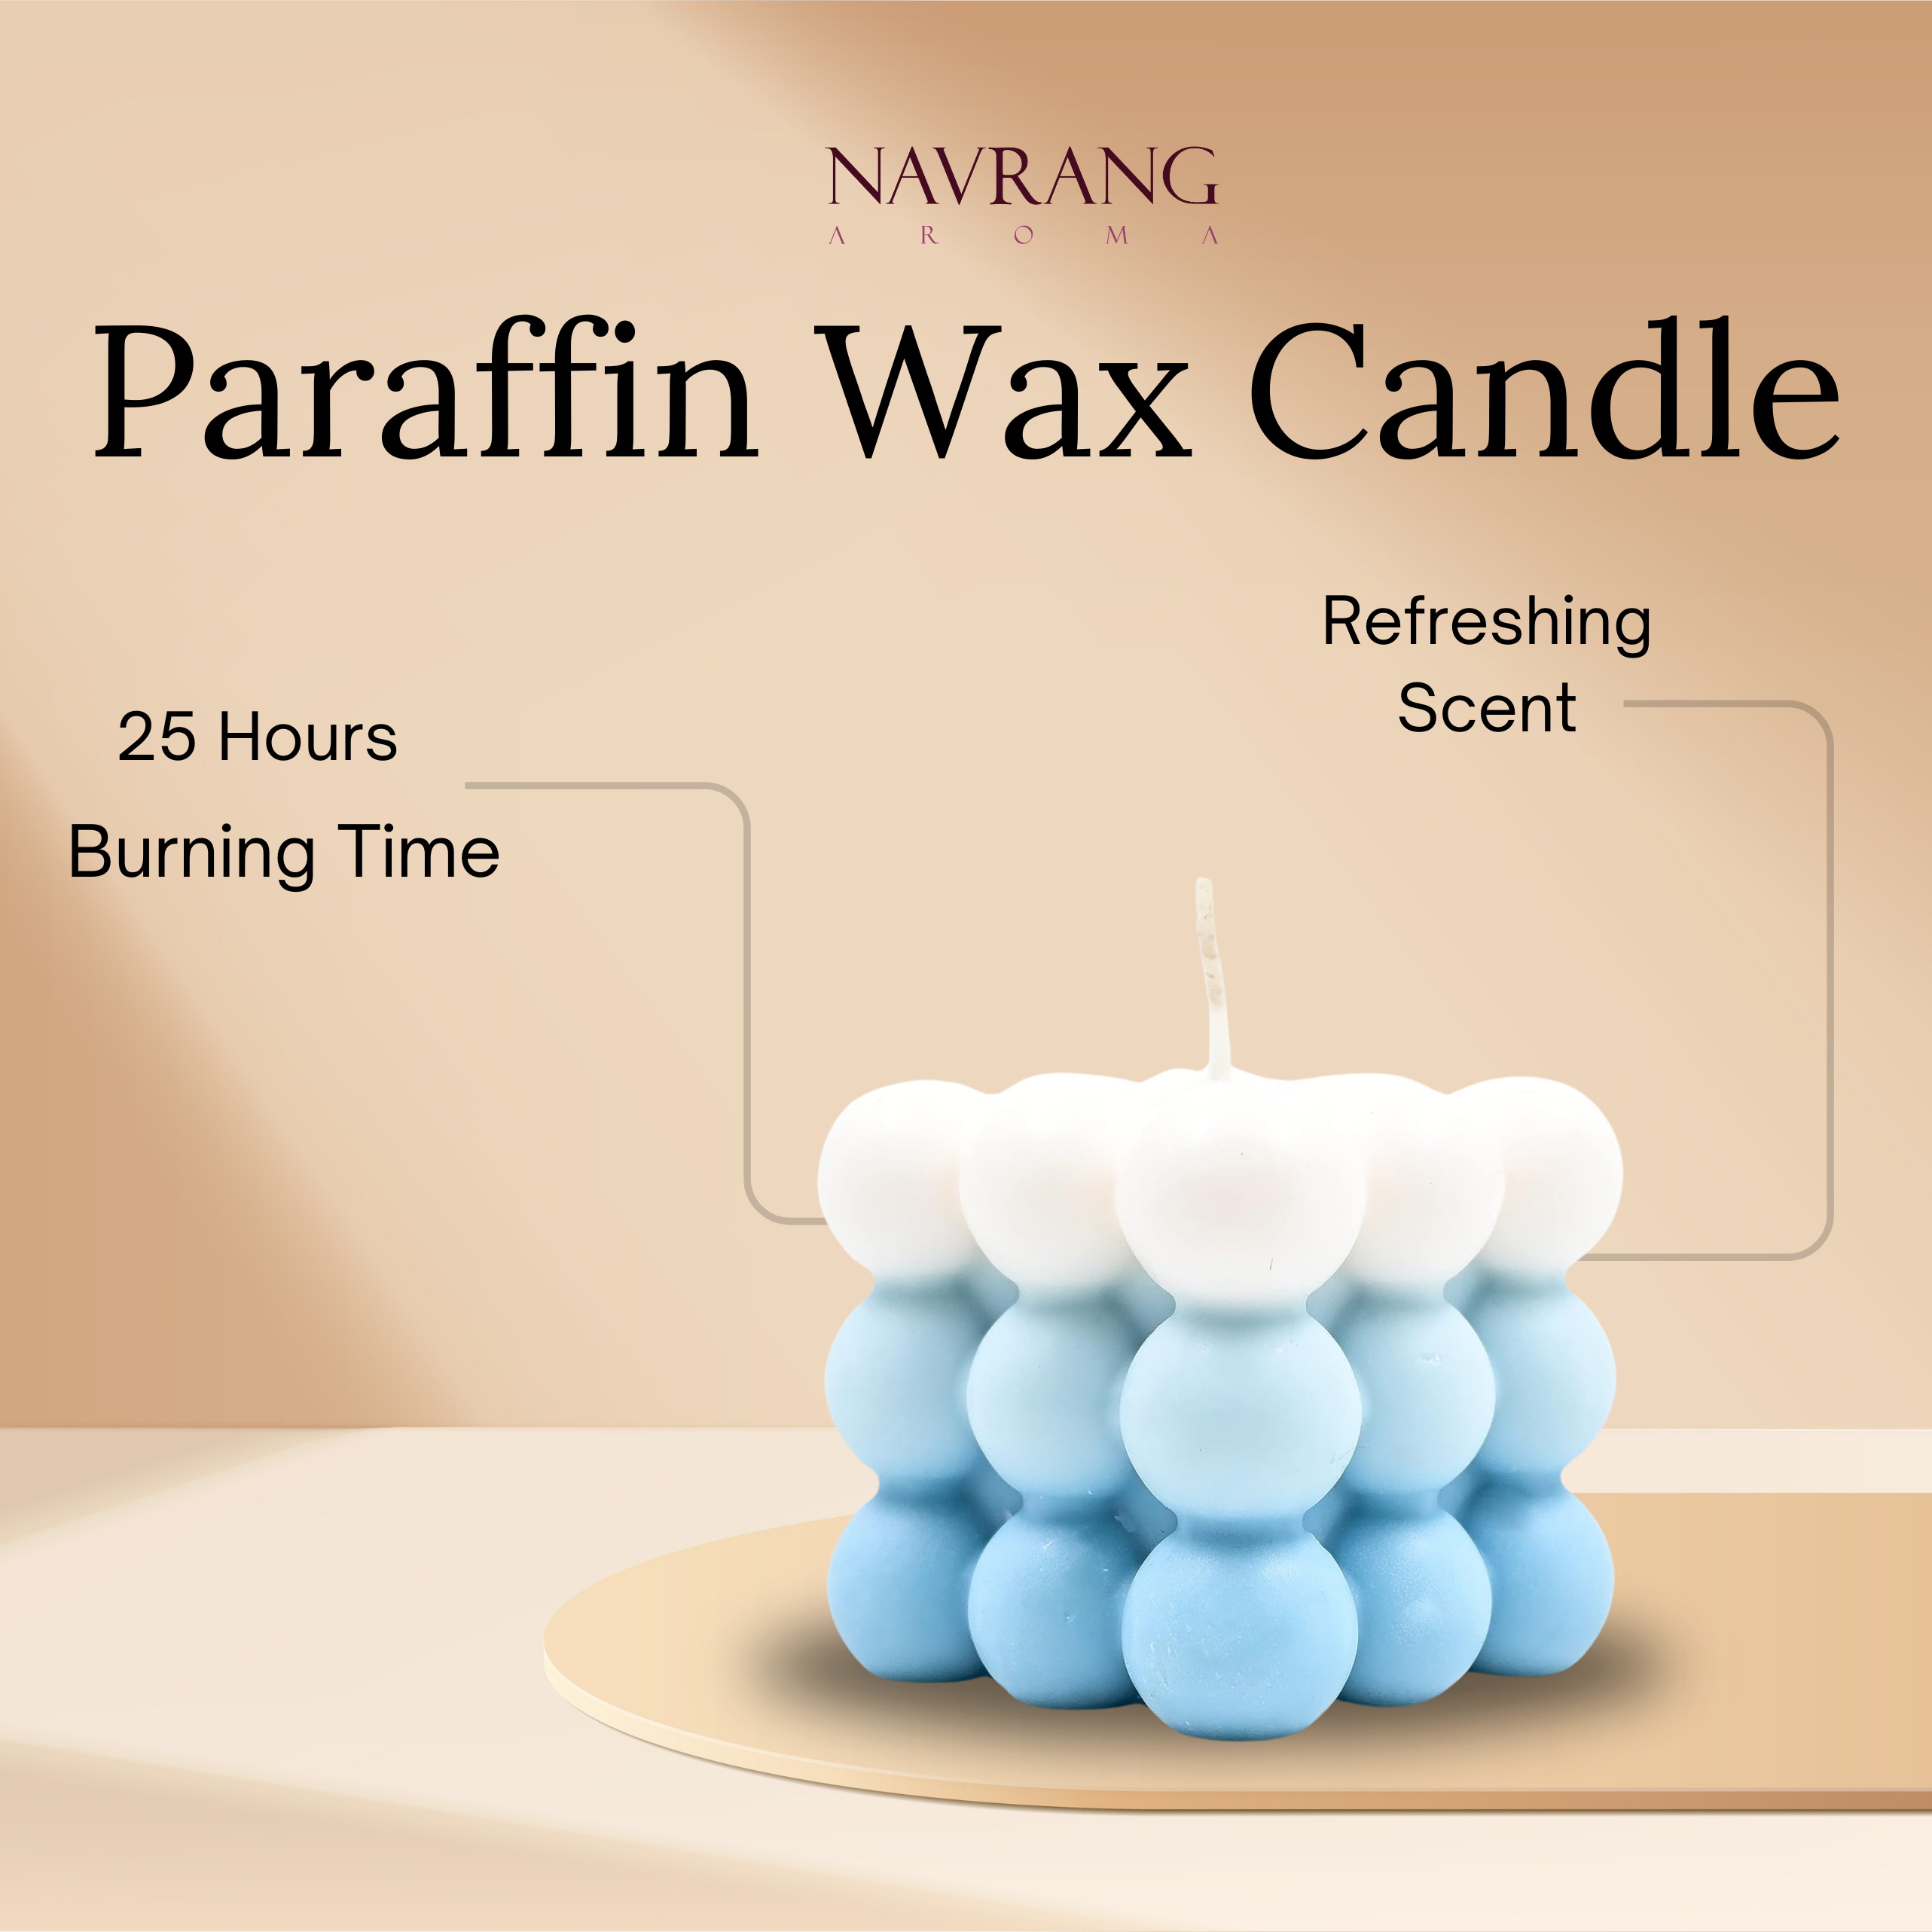 NAVRANG
AROMA
Paraffin Wax Candle
Refreshing
Scent
25 Hours
Burning Time